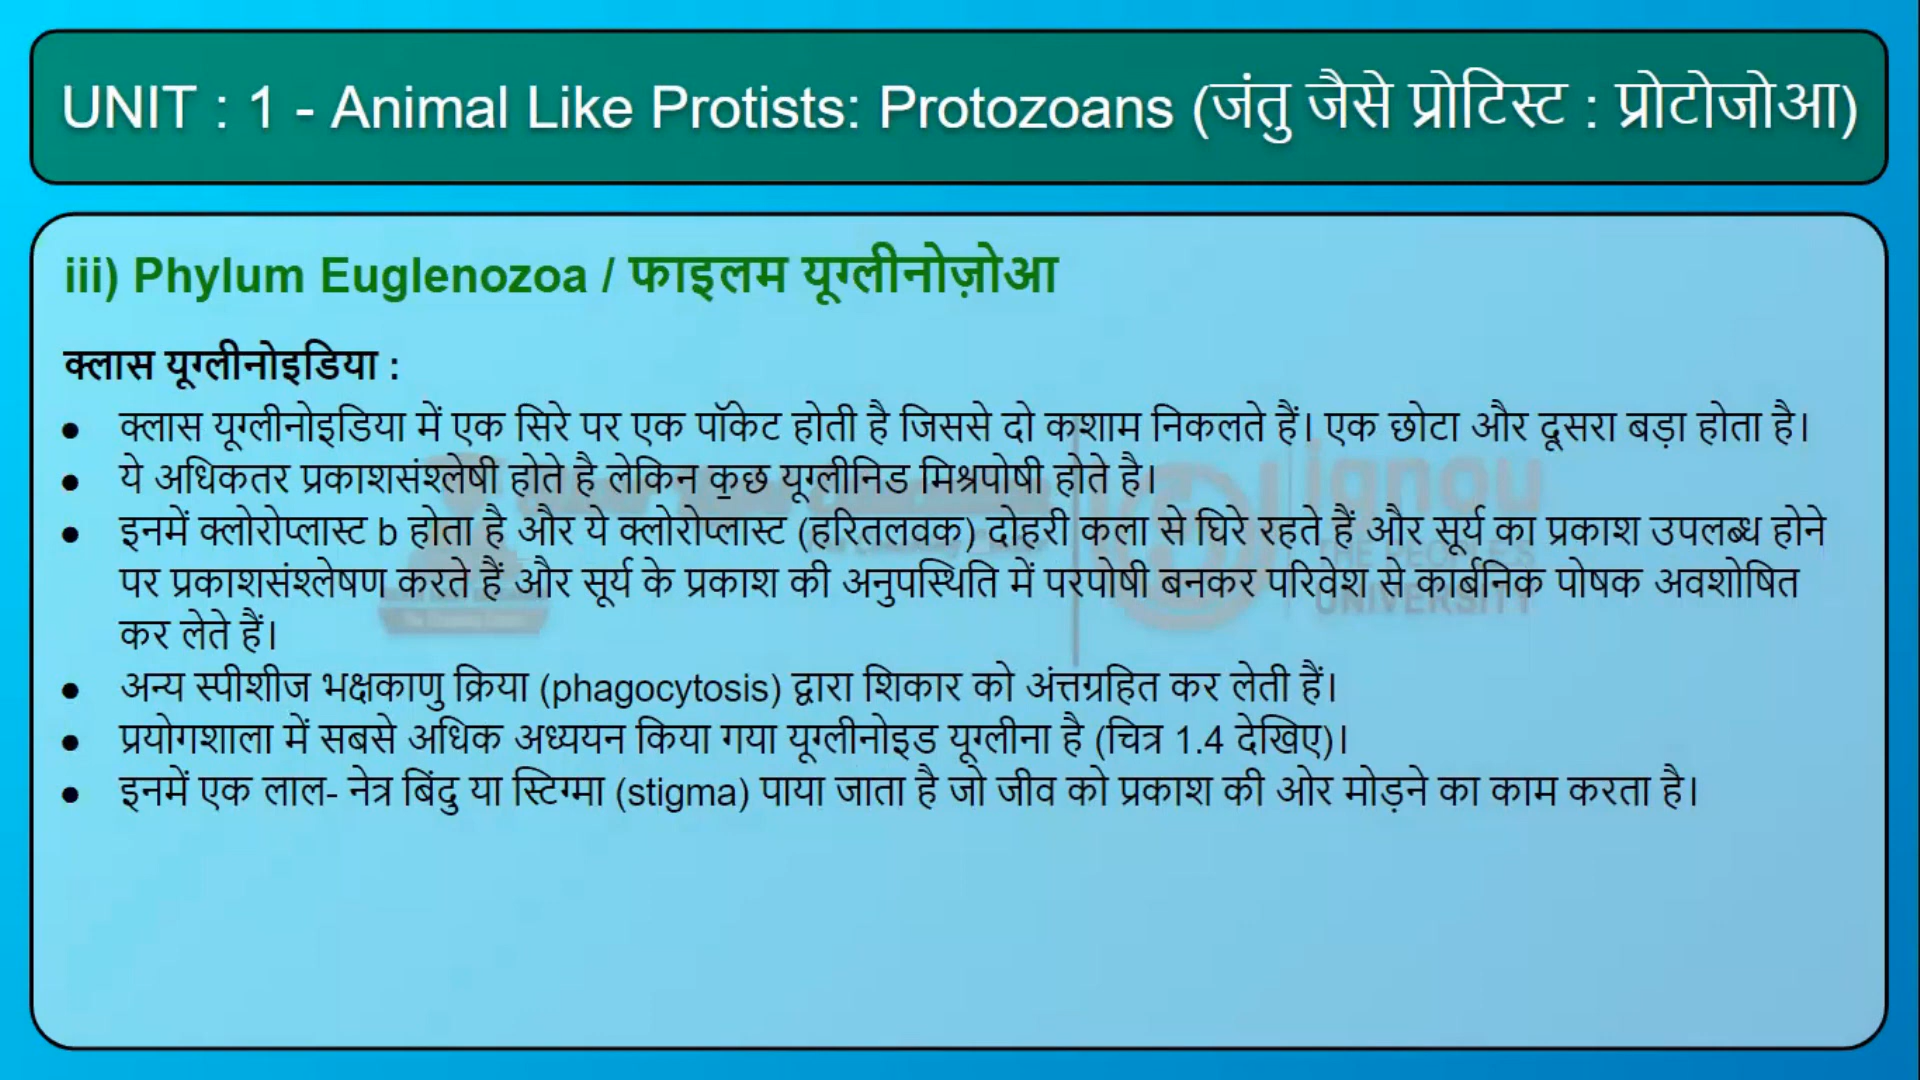 UNIT : 1 - Animal Like Protists: Protozoans (जंतु जैसे प्रोटिस्ट : प्रोटोजोआ)
iii) Phylum Euglenozoa / फाइलम यूग्लीनोज़ोआ
क्लास यूग्लीनोइडिया :
● क्लास यूग्लीनोइडिया में एक सिरे पर एक पॉकेट होती है जिससे दो कशाम निकलते हैं। एक छोटा और दूसरा बड़ा होता है।
● ये अधिकतर प्रकाशसंश्लेषी होते है लेकिन कुछ यूग्लीनिड मिश्रपोषी होते है।
● इनमें क्लोरोप्लास्ट b होता है और ये क्लोरोप्लास्ट (हरितलवक) दोहरी कला से घिरे रहते हैं और सूर्य का प्रकाश उपलब्ध होने
पर प्रकाशसंश्लेषण करते हैं और सूर्य के प्रकाश की अनुपस्थिति में परपोषी बनकर परिवेश से कार्बनिक पोषक अवशोषित
कर लेते हैं।
● अन्य स्पीशीज भक्षकाणु क्रिया (phagocytosis) द्वारा शिकार को अंत्तग्रहित कर लेती हैं।
● प्रयोगशाला में सबसे अधिक अध्ययन किया गया यूग्लीनोइड यूग्लीना है (चित्र 1.4 देखिए)।
● इनमें एक लाल- नेत्र बिंदु या स्टिग्मा (stigma) पाया जाता है जो जीव को प्रकाश की ओर मोड़ने का काम करता है।
ignou
THE PEOPLE'S
UNIVERSITY